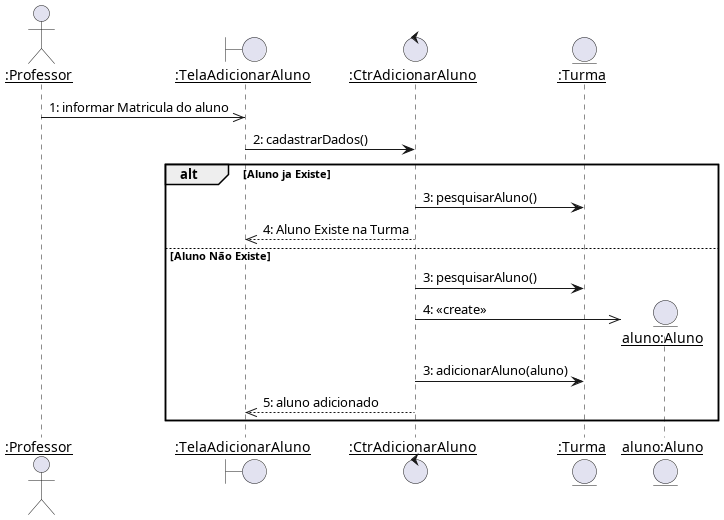 :Professor
:TelaAdicionarAluno
:CtrAdicionarAluno
:Turma
1: informar Matricula do aluno
2: cadastrarDados()
alt
[Aluno ja Existe]
3: pesquisarAluno()
4: Aluno Existe na Turma
[Aluno Não Existe]
3: pesquisarAluno()
4: «create»
aluno:Aluno
3: adicionarAluno(aluno)
5: aluno adicionado
:Professor
:TelaAdicionarAluno
:CtrAdicionarAluno
:Turma
aluno:Aluno